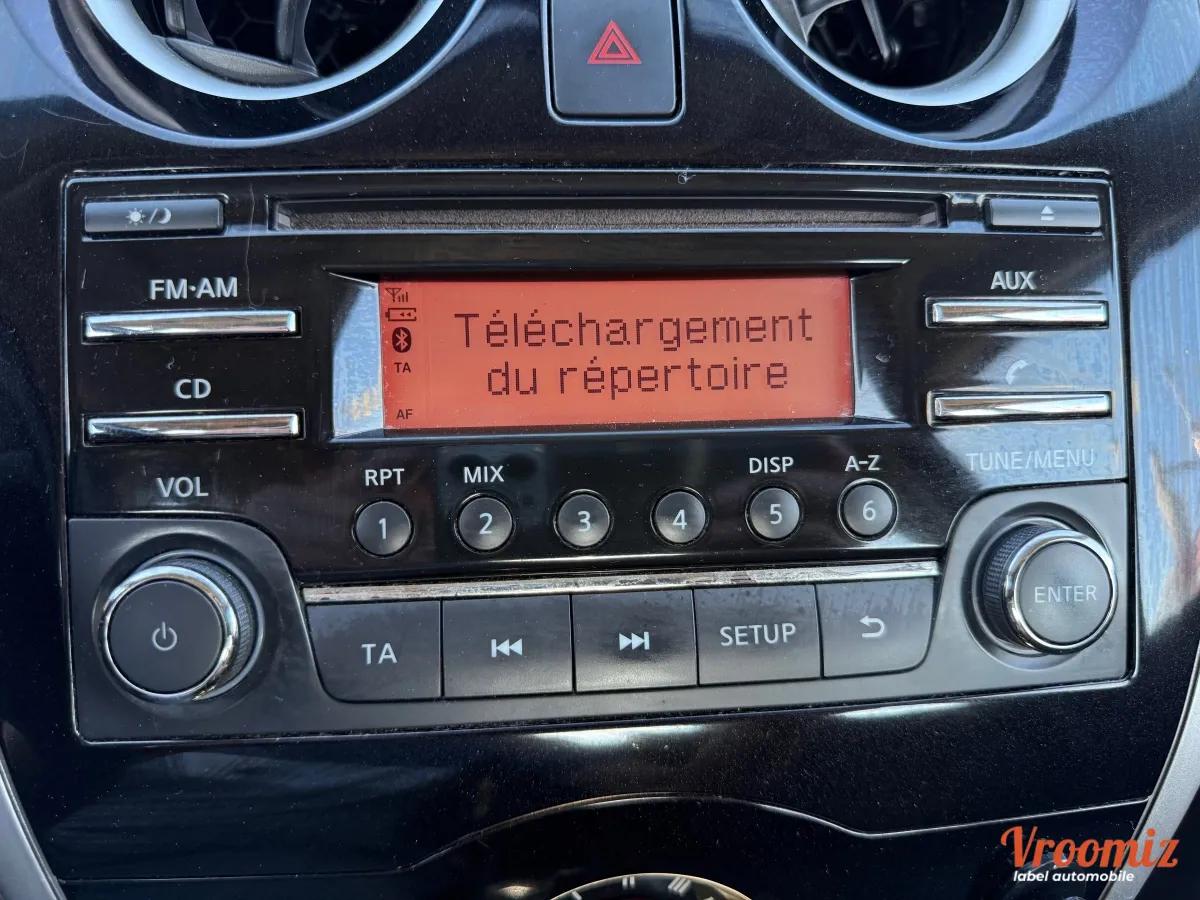 FM·AM
AUX
Téléchargement
du répertoire
TA
AF
CD
VOL
RPT
MIX
DISP
A-Z
TUNE/MENU
1
2
3
4
5
6
TA
SETUP
ENTER
Vroomiz
label automobile